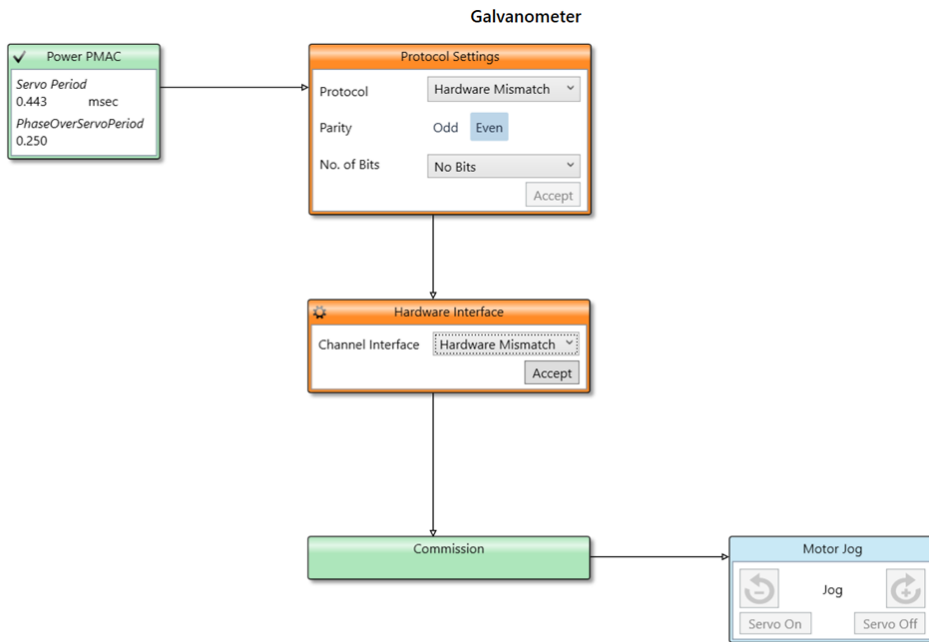 Galvanometer
Power PMAC
Servo Period
0.443 msec
PhaseOverServoPeriod
0.250
Protocol Settings
Protocol Hardware Mismatch
Parity Odd Even
No. of Bits No Bits
Accept
Hardware Interface
Channel Interface Hardware Mismatch
Accept
Commission
Motor Jog
Jog
Servo On Servo Off